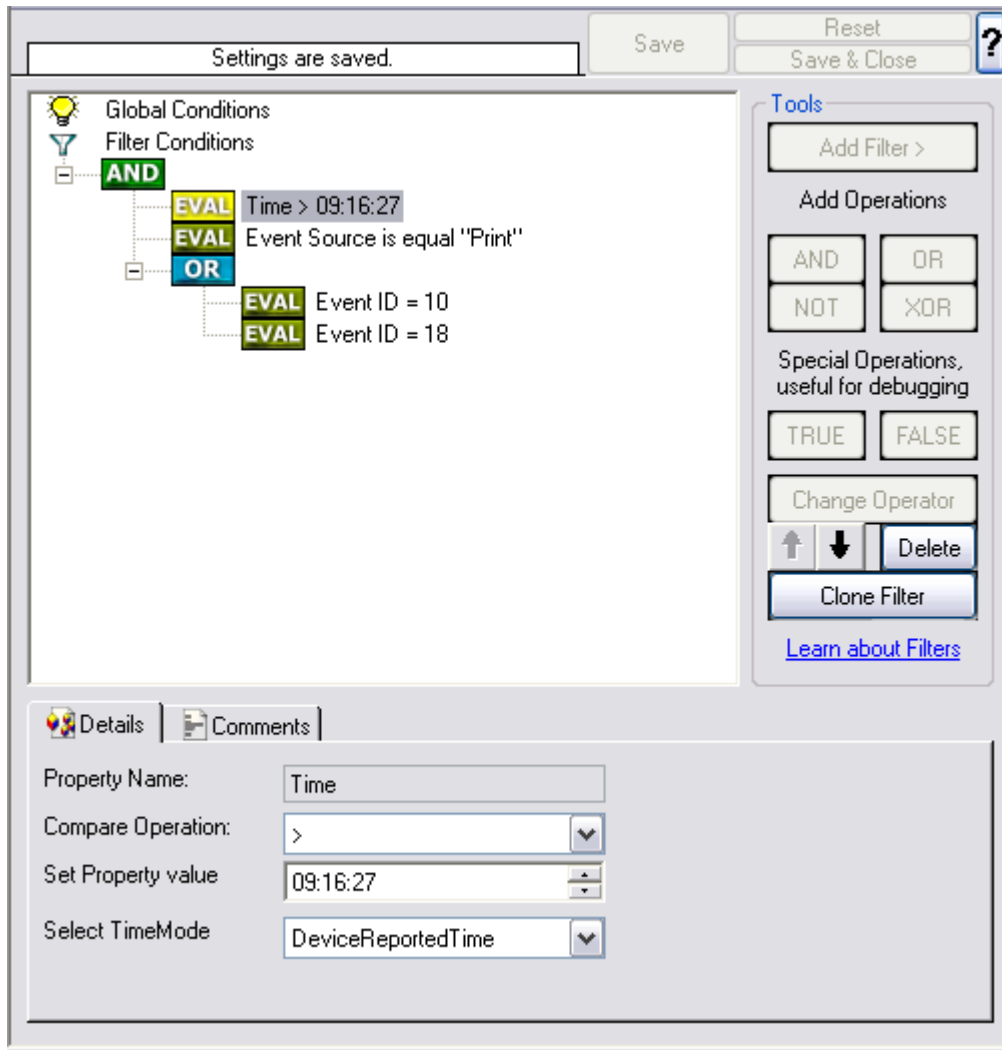 Settings are saved.
Save
Reset
Save & Close
?
Global Conditions
Filter Conditions
AND
EVAL Time > 09:16:27
EVAL Event Source is equal "Print"
OR
EVAL Event ID = 10
EVAL Event ID = 18
Tools
Add Filter >
Add Operations
AND OR
NOT XOR
Special Operations,
useful for debugging
TRUE FALSE
Change Operator
Delete
Clone Filter
Learn about Filters
Details Comments
Property Name: Time
Compare Operation: >
Set Property value 09:16:27
Select TimeMode DeviceReportedTime